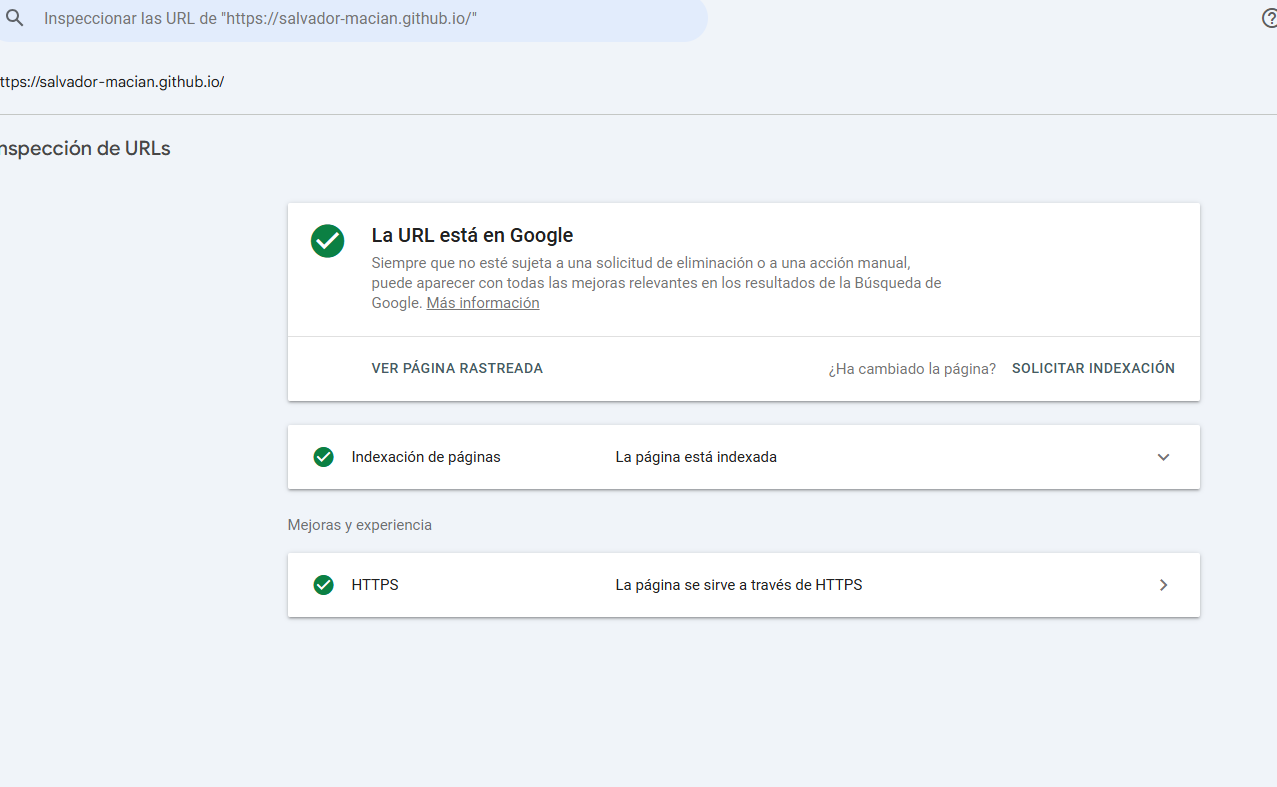 Inspeccionar las URL de "https://salvador-macian.github.io/"
ttps://salvador-macian.github.io/
nspección de URLs
La URL está en Google
Siempre que no esté sujeta a una solicitud de eliminación o a una acción manual,
puede aparecer con todas las mejoras relevantes en los resultados de la Búsqueda de
Google. Más información
VER PÁGINA RASTREADA
¿Ha cambiado la página? SOLICITAR INDEXACIÓN
Indexación de páginas
La página está indexada
Mejoras y experiencia
HTTPS
La página se sirve a través de HTTPS